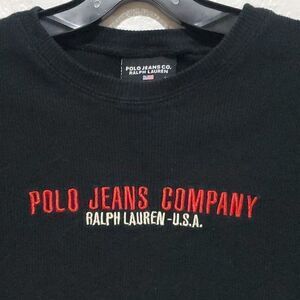 POLO JEANS CO.
RALPH LAUREN
POLO JEANS COMPANY
RALPH LAUREN-U.S.A.